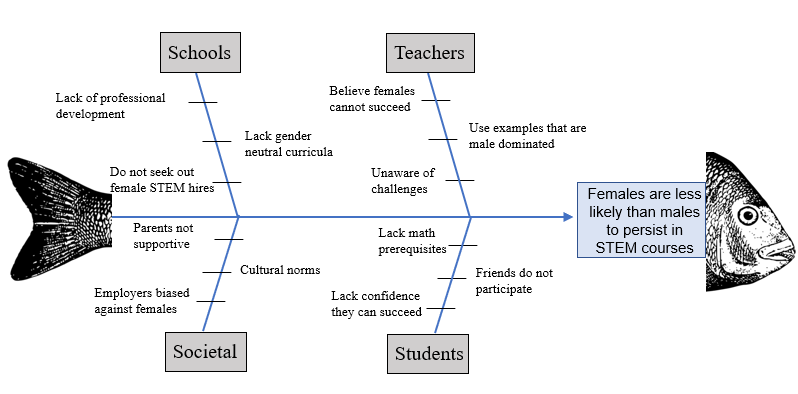 Schools
Teachers
Lack of professional
development
Lack gender
neutral curricula
Do not seek out
female STEM hires
Believe females
cannot succeed
Use examples that are
male dominated
Unaware of
challenges
Females are less
likely than males
to persist in
STEM courses
Parents not
supportive
Cultural norms
Employers biased
against females
Lack math
prerequisites
Friends do not
participate
Lack confidence
they can succeed
Societal
Students